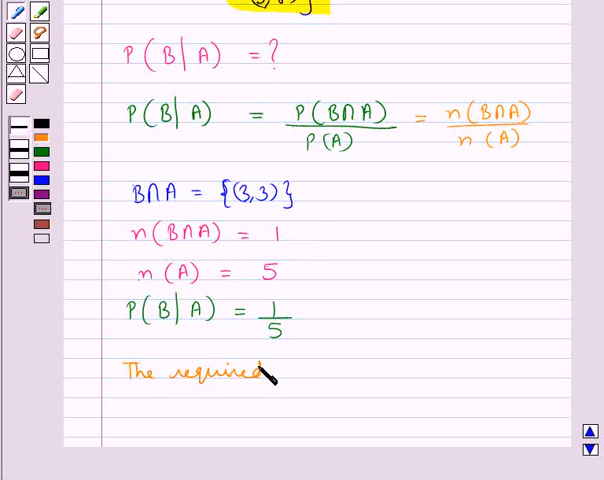 P(B|A) = ?
P(B|A) = P(B∩A)/P(A) = n(B∩A)/n(A)
B∩A = {(3,3)}
n(B∩A) = 1
n(A) = 5
P(B|A) = 1/5
The required